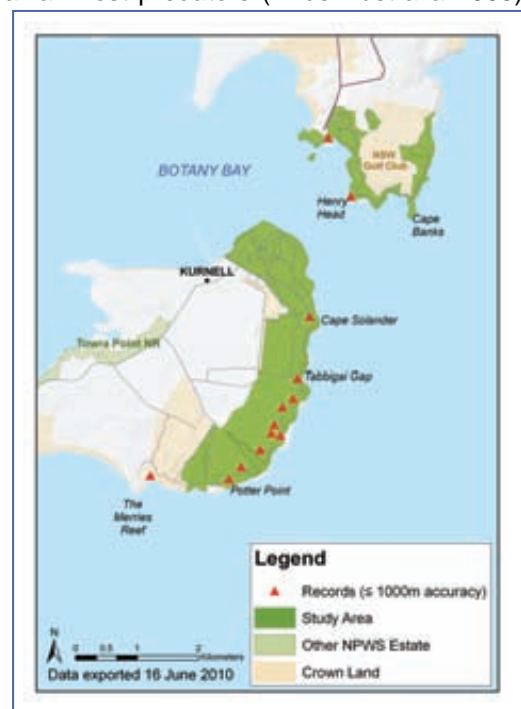 BOTANY BAY
NSW
Golf Club
Henry
Head
Cape
Banks
KURNELL
Cape Solander
Towra Point NR
Tabbigai Gap
Potter Point
The
Merries
Reef
Legend
Records (≤ 1000m accuracy)
Study Area
Other NPWS Estate
Crown Land
N
0 0.5 1 2
Kilometers
Data exported 16 June 2010